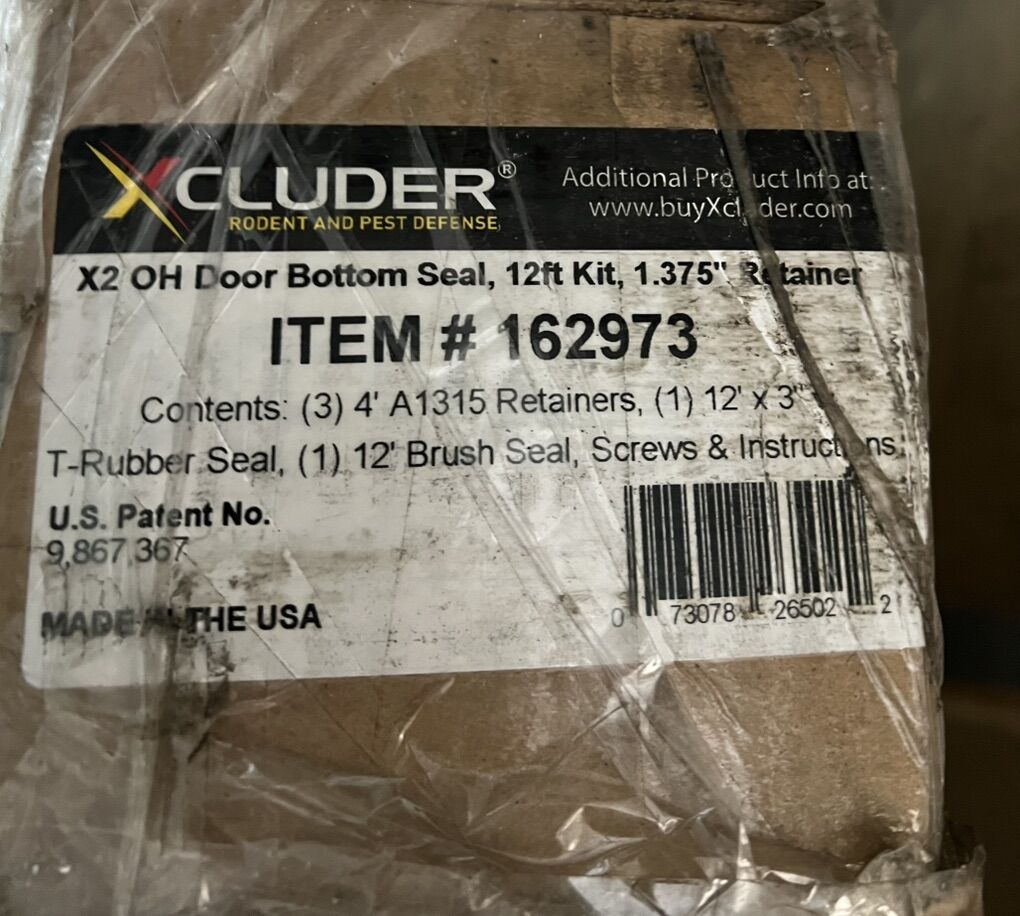 XCLUDER®
RODENT AND PEST DEFENSE
Additional Product Info at:
www.buyXcluder.com
X2 OH Door Bottom Seal, 12ft Kit, 1.375" Retainer
ITEM # 162973
Contents: (3) 4' A1315 Retainers, (1) 12' x 3"
T-Rubber Seal, (1) 12' Brush Seal, Screws & Instructions
U.S. Patent No.
9,867,367
MADE IN THE USA
0 73078 26502 2